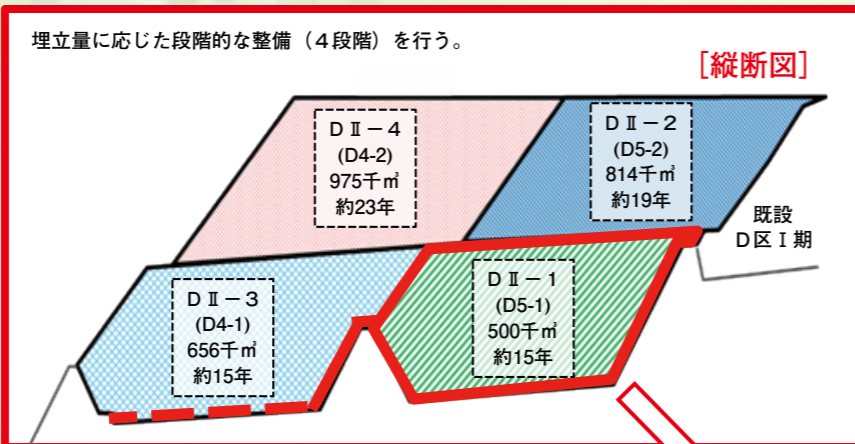 埋立量に応じた段階的な整備（４段階）を行う。
[縦断図]
ＤⅡ－４
(D4-2)
975千㎥
約23年
ＤⅡ－２
(D5-2)
814千㎥
約19年
既設
Ｄ区Ⅰ期
ＤⅡ－３
(D4-1)
656千㎥
約15年
ＤⅡ－１
(D5-1)
500千㎥
約15年